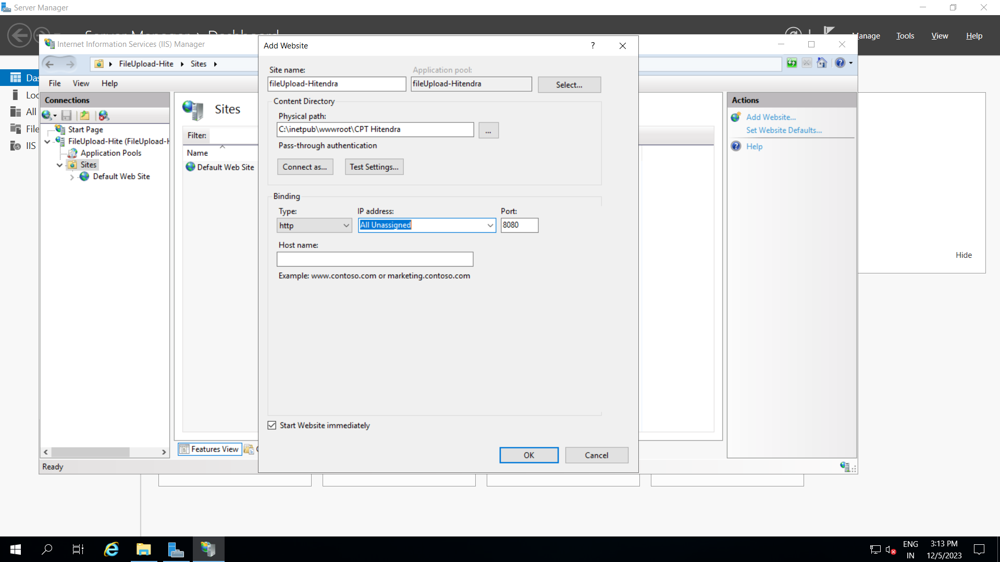 Server Manager
Manage
Tools
View
Help
Internet Information Services (IIS) Manager
FileUpload-Hite
Sites
File
View
Help
Das
Loc
All
File
IIS
Connections
Start Page
FileUpload-Hite (FileUpload-H
Application Pools
Sites
Default Web Site
Sites
Filter:
Name
Default Web Site
Features View
Ready
Add Website
?
Site name:
Application pool:
fileUpload-Hitendra
fileUpload-Hitendra
Select...
Content Directory
Physical path:
C:\inetpub\wwwroot\CPT Hitendra
...
Pass-through authentication
Connect as...
Test Settings...
Binding
Type:
IP address:
Port:
http
All Unassigned
8080
Host name:
Example: www.contoso.com or marketing.contoso.com
Start Website immediately
OK
Cancel
Actions
Add Website...
Set Website Defaults...
Help
Hide
ENG
IN
3:13 PM
12/5/2023